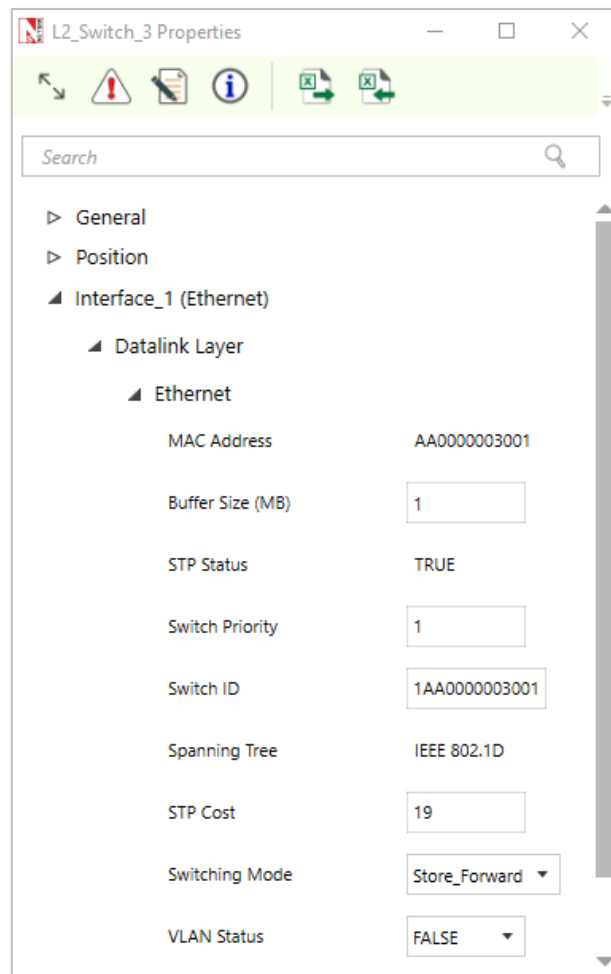 L2_Switch_3 Properties
Search
General
Position
Interface_1 (Ethernet)
Datalink Layer
Ethernet
MAC Address AA0000003001
Buffer Size (MB) 1
STP Status TRUE
Switch Priority 1
Switch ID 1AA0000003001
Spanning Tree IEEE 802.1D
STP Cost 19
Switching Mode Store_Forward
VLAN Status FALSE